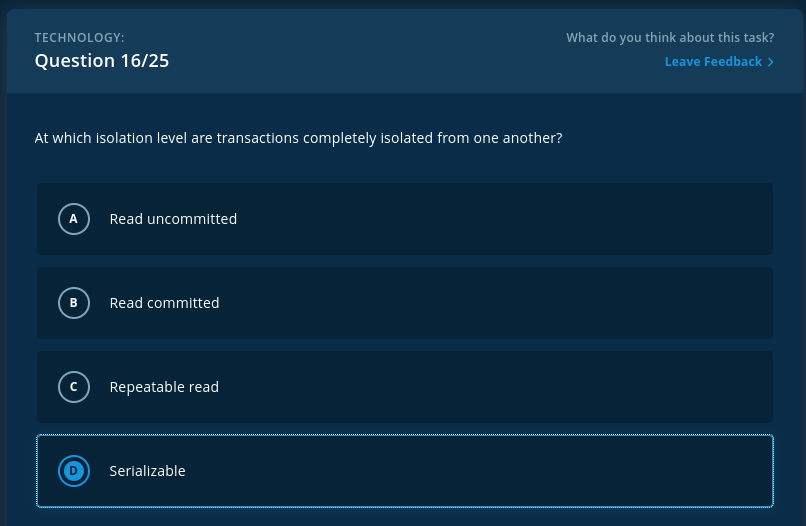 TECHNOLOGY:
Question 16/25
What do you think about this task?
Leave Feedback >
At which isolation level are transactions completely isolated from one another?
A Read uncommitted
B Read committed
C Repeatable read
D Serializable